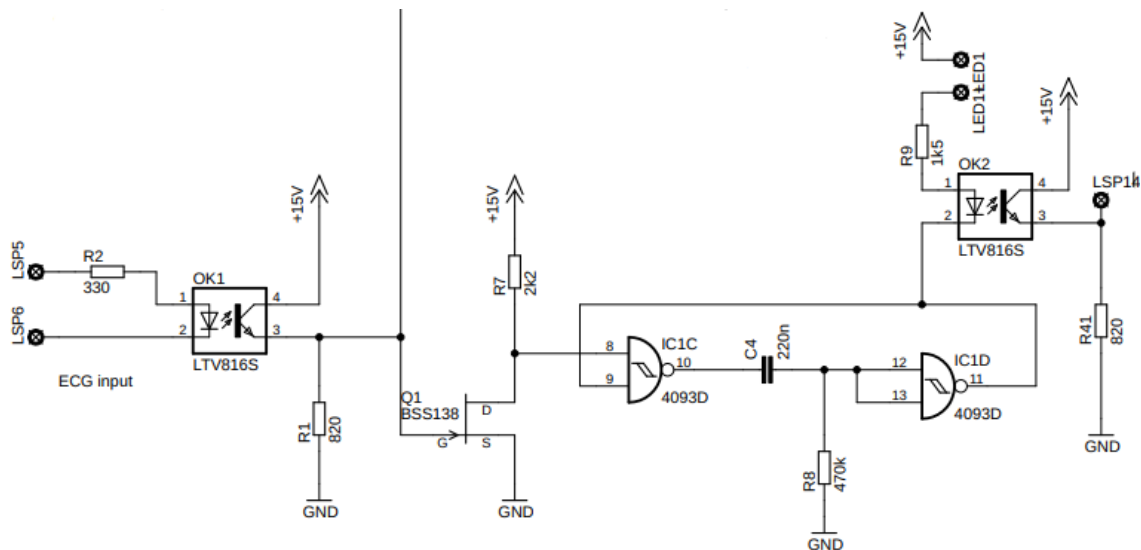 +15V
LED1
LED1+
+15V
R9
1k5
OK2
1
4
2
3
LTV816S
LSP14
R41
820
GND
+15V
+15V
LSP5
R2
330
LSP6
OK1
1
4
2
3
LTV816S
ECG input
R1
820
GND
R7
2k2
Q1
BSS138
D
G
S
GND
8
9
IC1C
10
4093D
C4
220n
R8
470k
GND
12
13
IC1D
11
4093D